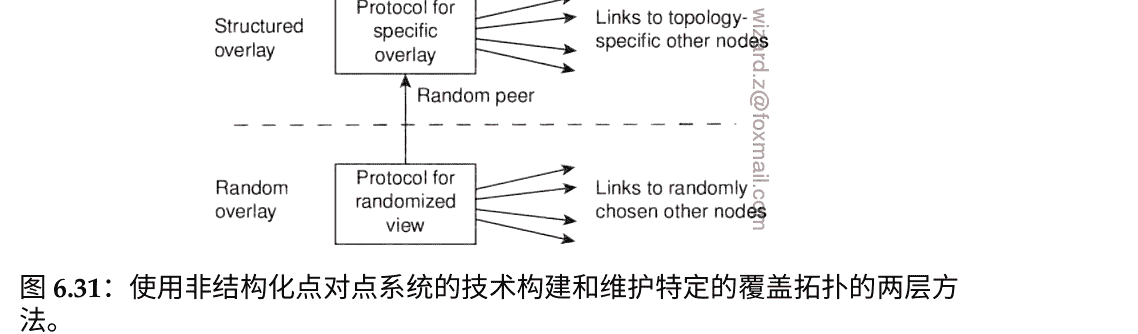 Structured
overlay
Protocol for
specific
overlay
Links to topology-
specific other nodes
Random peer
Random
overlay
Protocol for
randomized
view
Links to randomly
chosen other nodes
wizard.z@foxmail.com
图 6.31：使用非结构化点对点系统的技术构建和维护特定的覆盖拓扑的两层方
法。